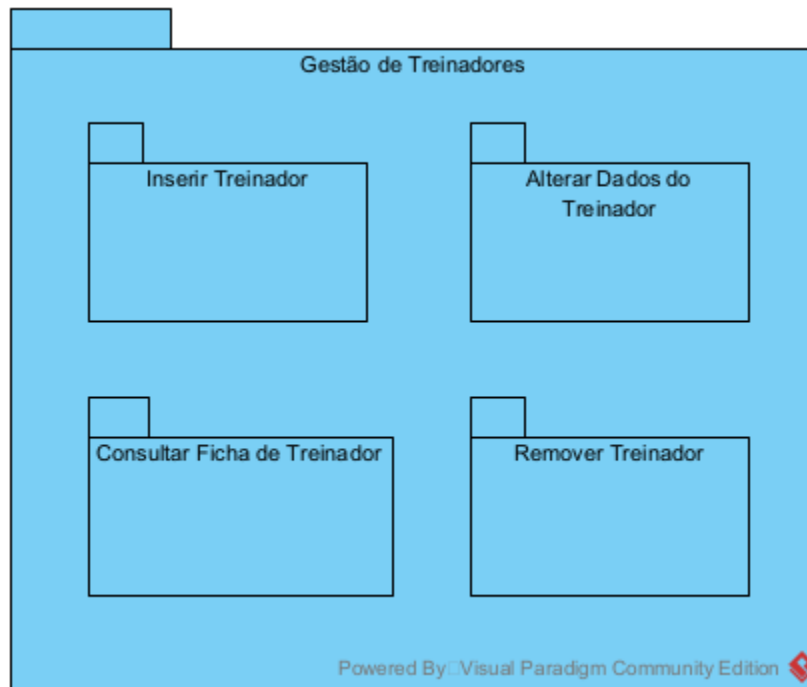 Gestão de Treinadores
Inserir Treinador
Alterar Dados do
Treinador
Consultar Ficha de Treinador
Remover Treinador
Powered By Visual Paradigm Community Edition